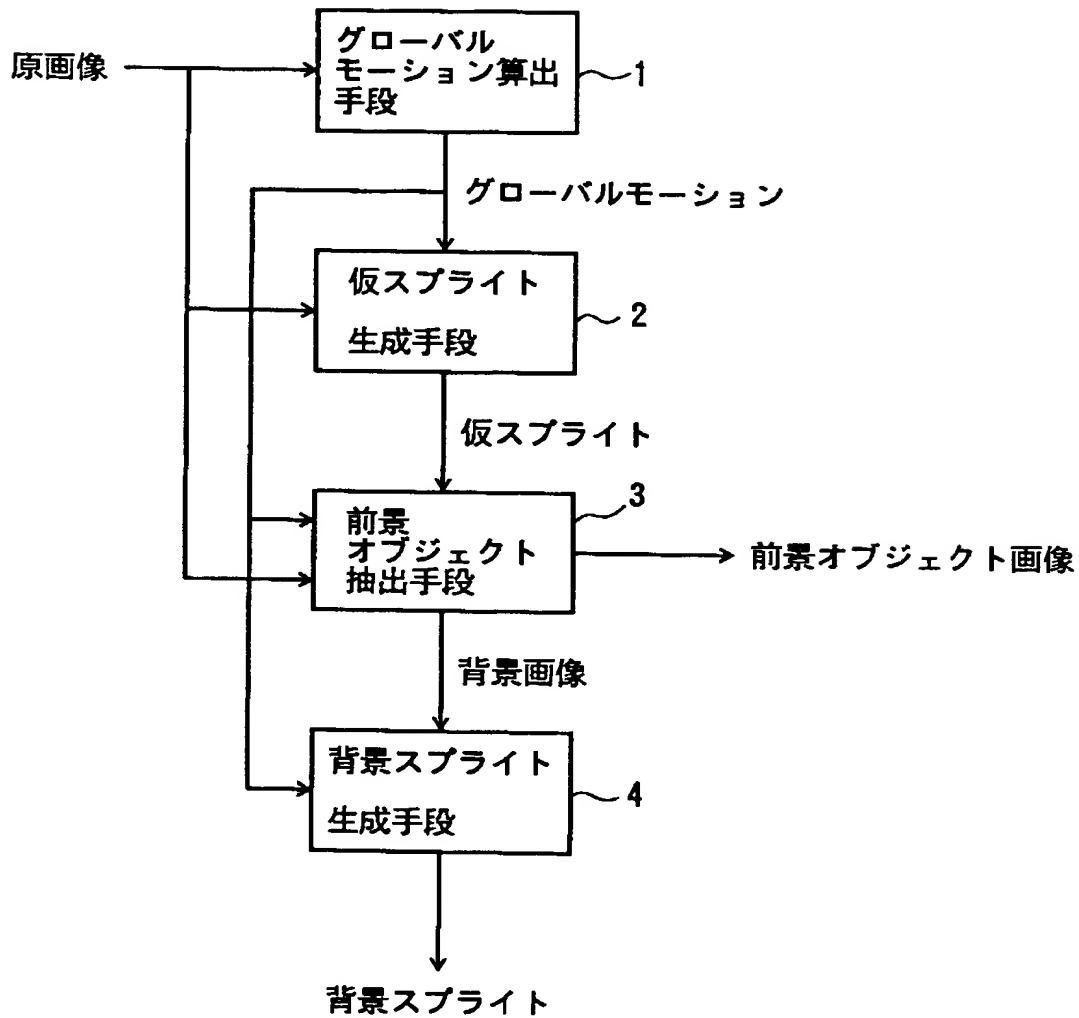 原画像
グローバル
モーション算出
手段
1
グローバルモーション
仮スプライト
生成手段
2
仮スプライト
前景
オブジェクト
抽出手段
3
前景オブジェクト画像
背景画像
背景スプライト
生成手段
4
背景スプライト